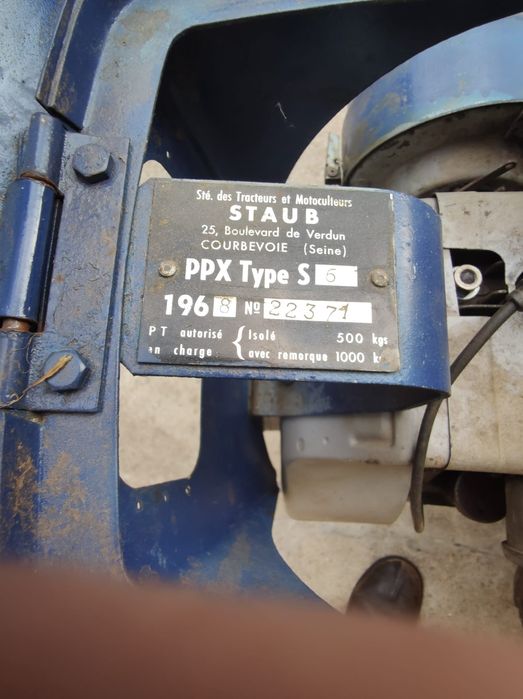 Sté. des Tracteurs et Motoculteurs
STAUB
25, Boulevard de Verdun
COURBEVOIE (Seine)
PPX Type S 6
1968 No 22371
PT autorisé { Isolé 500 kgs
en charge avec remorque 1000 k